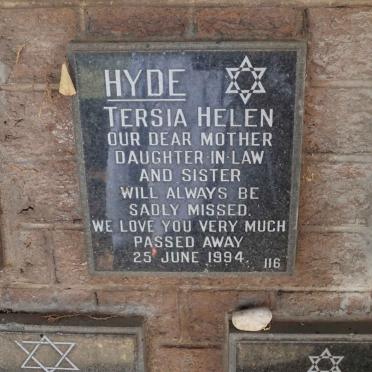 HYDE
TERSIA HELEN
OUR DEAR MOTHER
DAUGHTER-IN-LAW
AND SISTER
WILL ALWAYS BE
SADLY MISSED.
WE LOVE YOU VERY MUCH
PASSED AWAY
25 JUNE 1994.
116